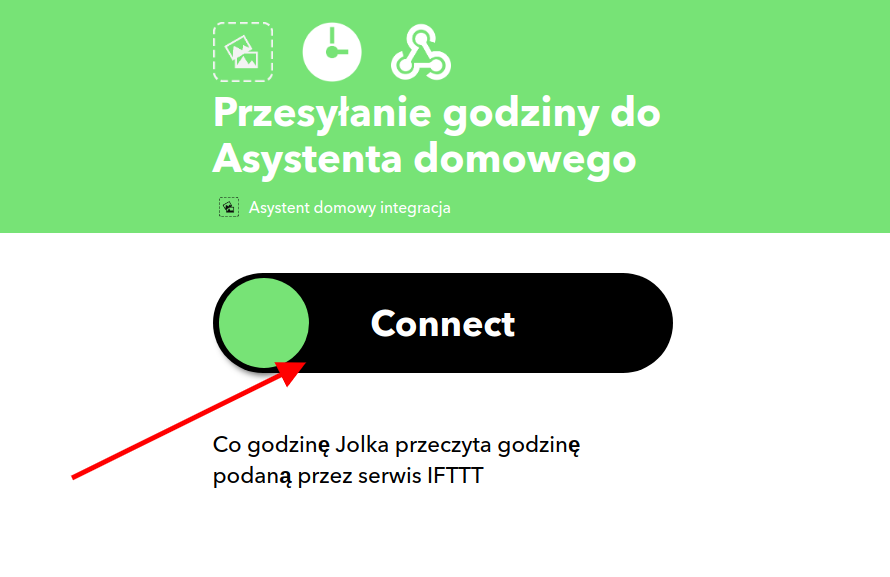 Przesyłanie godziny do
Asystenta domowego
Asystent domowy integracja
Connect
Co godzinę Jolka przeczyta godzinę
podaną przez serwis IFTTT